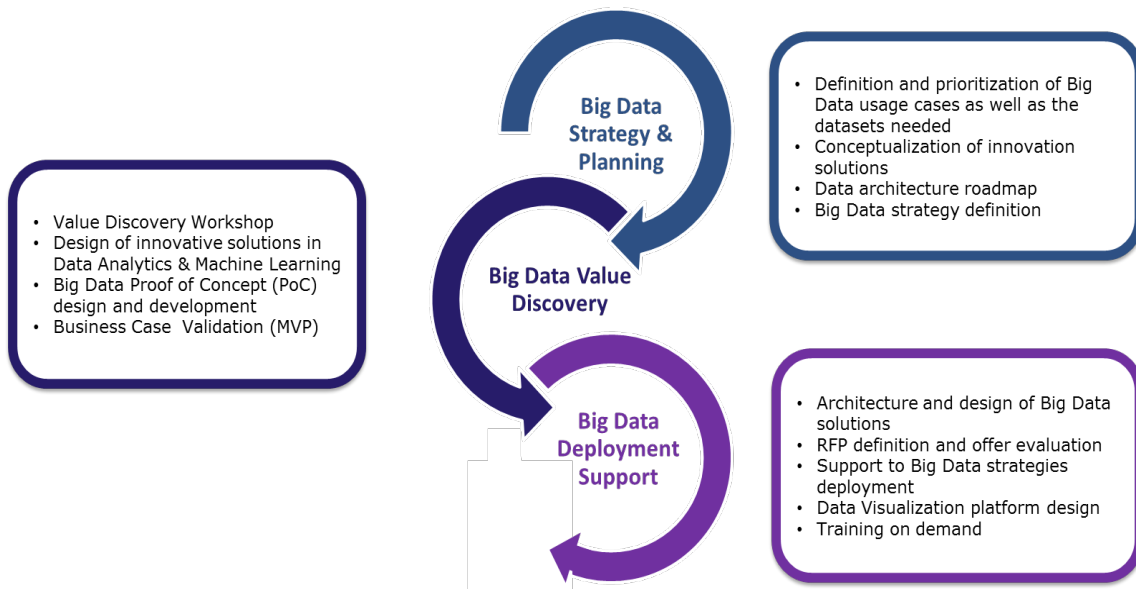 Big Data
Strategy &
Planning
• Definition and prioritization of Big
Data usage cases as well as the
datasets needed
• Conceptualization of innovation
solutions
• Data architecture roadmap
• Big Data strategy definition
• Value Discovery Workshop
• Design of innovative solutions in
Data Analytics & Machine Learning
• Big Data Proof of Concept (PoC)
design and development
• Business Case  Validation (MVP)
Big Data Value
Discovery
Big Data
Deployment
Support
• Architecture and design of Big Data
solutions
• RFP definition and offer evaluation
• Support to Big Data strategies
deployment
• Data Visualization platform design
• Training on demand